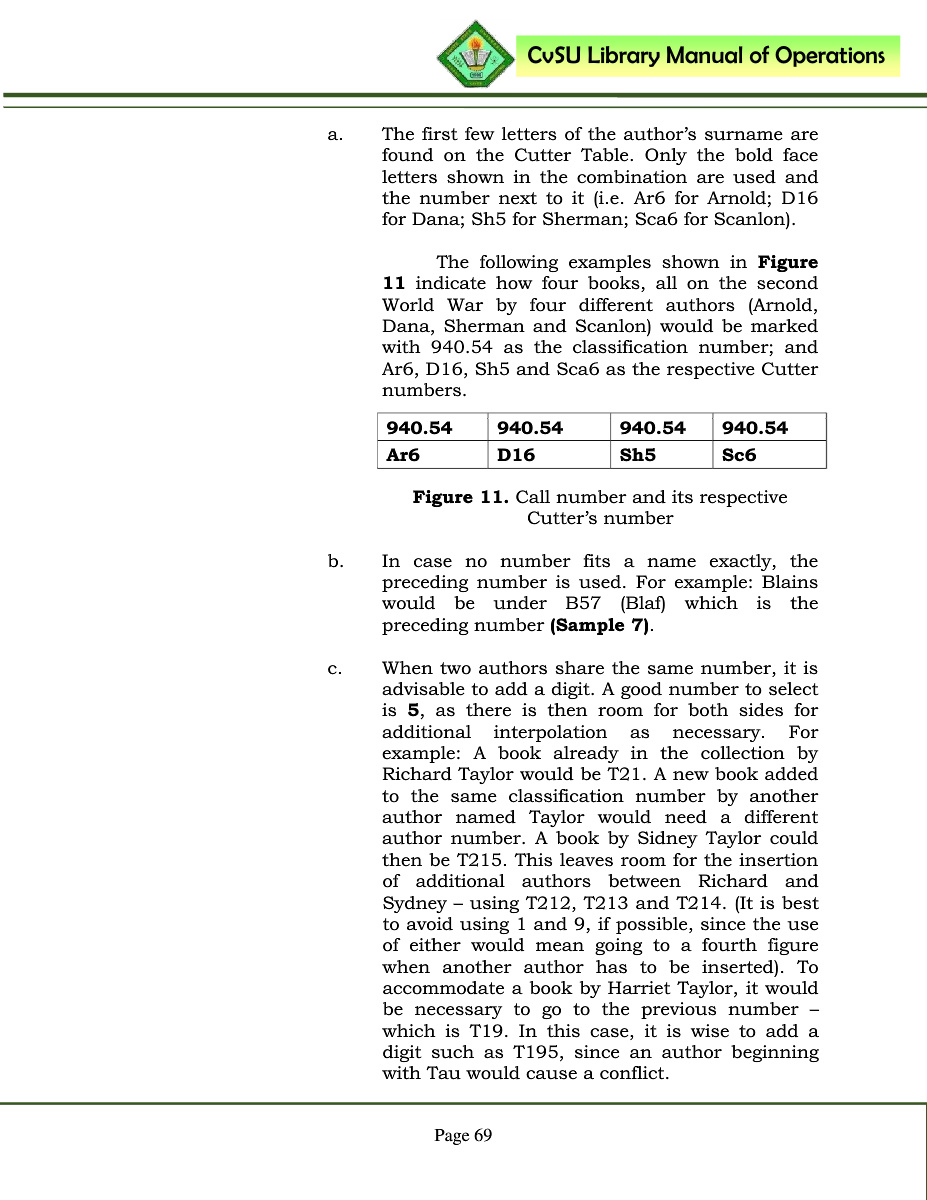 CvSU Library Manual of Operations
a. The first few letters of the author's surname are
found on the Cutter Table. Only the bold face
letters shown in the combination are used and
the number next to it (i.e. Ar6 for Arnold; D16
for Dana; Sh5 for Sherman; Sca6 for Scanlon).
The following examples shown in Figure
11 indicate how four books, all on the second
World War by four different authors (Arnold,
Dana, Sherman and Scanlon) would be marked
with 940.54 as the classification number; and
Ar6, D16, Sh5 and Sca6 as the respective Cutter
numbers.
940.54 940.54 940.54 940.54
Ar6 D16 Sh5 Sc6
Figure 11. Call number and its respective
Cutter's number
b. In case no number fits a name exactly, the
preceding number is used. For example: Blains
would be under B57 (Blaf) which is the
preceding number (Sample 7).
c. When two authors share the same number, it is
advisable to add a digit. A good number to select
is 5, as there is then room for both sides for
additional interpolation as necessary. For
example: A book already in the collection by
Richard Taylor would be T21. A new book added
to the same classification number by another
author named Taylor would need a different
author number. A book by Sidney Taylor could
then be T215. This leaves room for the insertion
of additional authors between Richard and
Sydney – using T212, T213 and T214. (It is best
to avoid using 1 and 9, if possible, since the use
of either would mean going to a fourth figure
when another author has to be inserted). To
accommodate a book by Harriet Taylor, it would
be necessary to go to the previous number –
which is T19. In this case, it is wise to add a
digit such as T195, since an author beginning
with Tau would cause a conflict.
Page 69